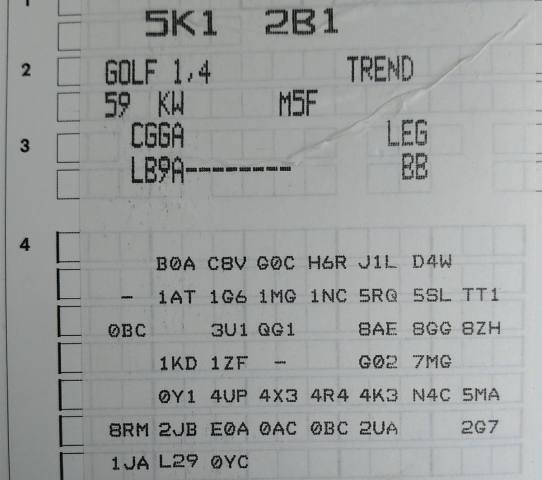 5K1 2B1
2 GOLF 1,4 TREND
59 KW M5F
3 CGGA LEG
LB9A-------- BB
4
B0A C8V G0C H6R J1L D4W
- 1AT 1G6 1MG 1NC 5RQ 5SL TT1
0BC 3U1 QG1 8AE 8GG 8ZH
1KD 1ZF - G02 7MG
0Y1 4UP 4X3 4R4 4K3 N4C 5MA
8RM 2JB E0A 0AC 0BC 2UA 2G7
1JA L29 0YC